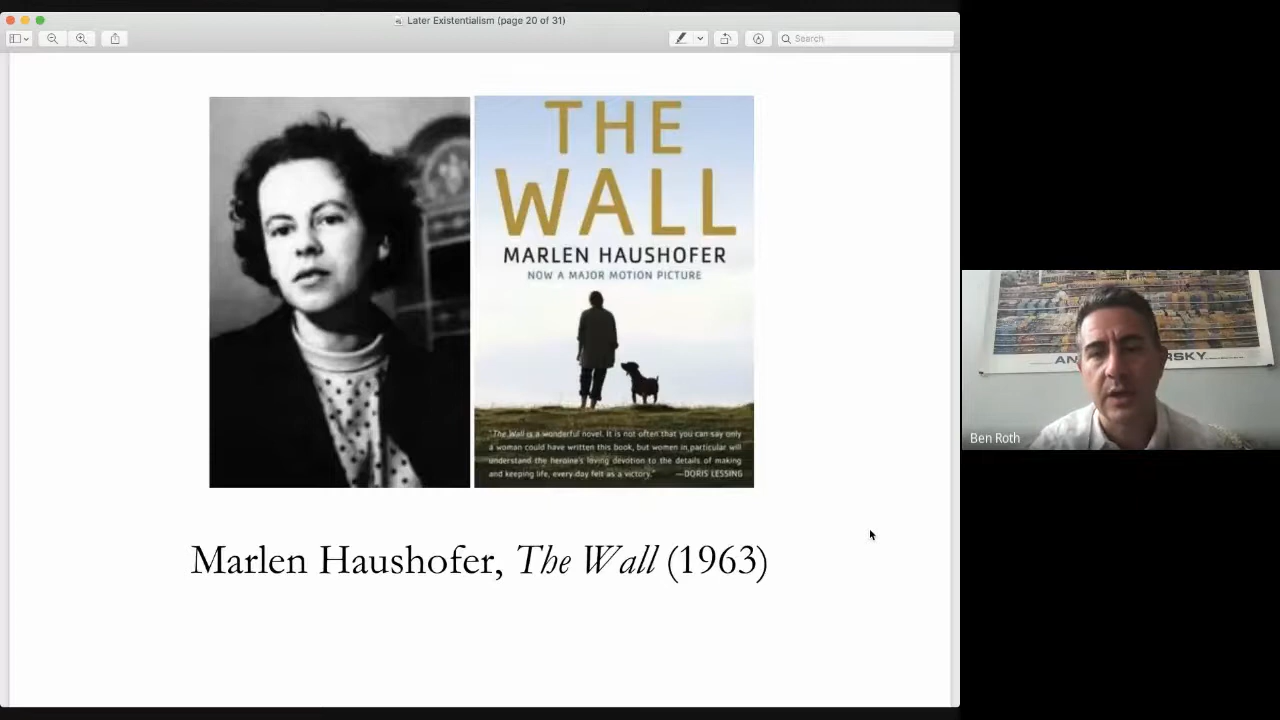 Later Existentialism (page 20 of 31)
Search
THE
WALL
MARLEN HAUSHOFER
NOW A MAJOR MOTION PICTURE
"The Wall is a wonderful novel. It is not often that you can say only
a woman could have written this book, but women in particular will
understand the heroine's loving devotion to the details of making
and keeping life, every day felt as a victory." —DORIS LESSING
Marlen Haushofer, The Wall (1963)
AN
RSKY
Ben Roth